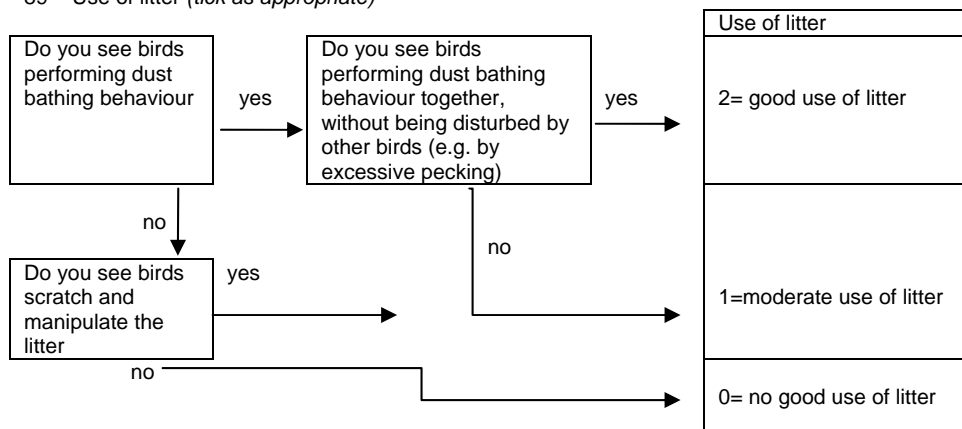 Use of litter (tick as appropriate)
Use of litter
Do you see birds
performing dust
bathing behaviour
yes
Do you see birds
performing dust bathing
behaviour together,
without being disturbed by
other birds (e.g. by
excessive pecking)
yes
2= good use of litter
no
no
Do you see birds
scratch and
manipulate the
litter
yes
1=moderate use of litter
no
0= no good use of litter